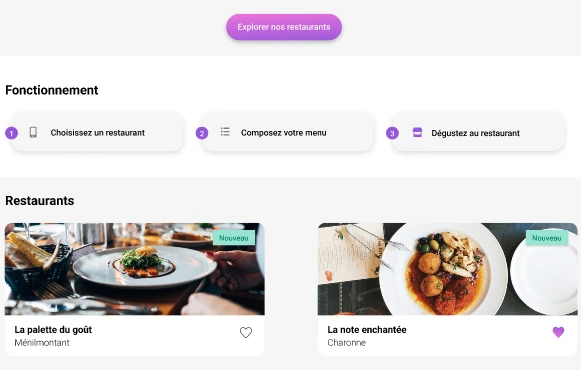 Explorer nos restaurants
Fonctionnement
1 Choisissez un restaurant
2 Composez votre menu
3 Dégustez au restaurant
Restaurants
Nouveau
Nouveau
La palette du goût
Ménilmontant
La note enchantée
Charonne